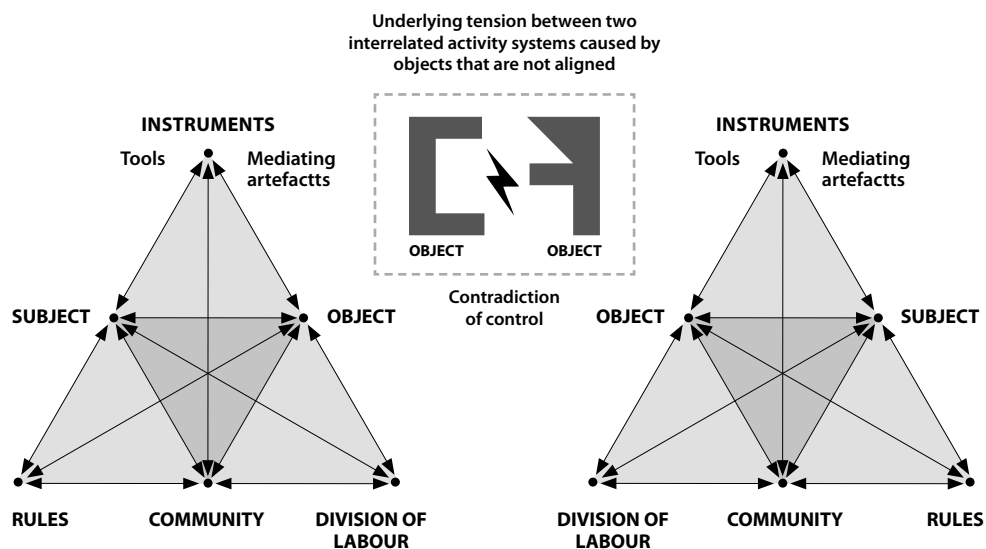 Underlying tension between two
interrelated activity systems caused by
objects that are not aligned
INSTRUMENTS
Tools
Mediating
artefactts
SUBJECT
OBJECT
RULES
COMMUNITY
DIVISION OF
LABOUR
OBJECT
OBJECT
Contradiction
of control
INSTRUMENTS
Tools
Mediating
artefactts
OBJECT
SUBJECT
DIVISION OF
LABOUR
COMMUNITY
RULES